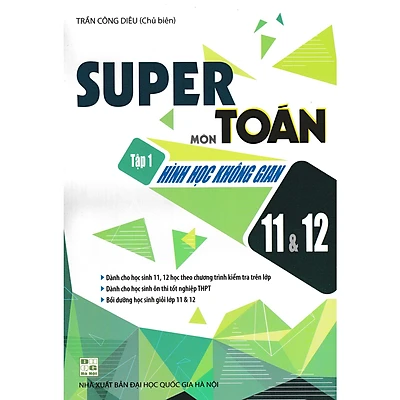 TRẦN CÔNG DIÊU (Chủ biên)
SUPER
MÔN TOÁN
Tập 1
HÌNH HỌC KHÔNG GIAN
11 & 12
Dành cho học sinh 11, 12 học theo chương trình kiểm tra trên lớp
Dành cho học sinh ôn thi tốt nghiệp THPT
Bồi dưỡng học sinh giỏi lớp 11 & 12
NHÀ XUẤT BẢN ĐẠI HỌC QUỐC GIA HÀ NỘI